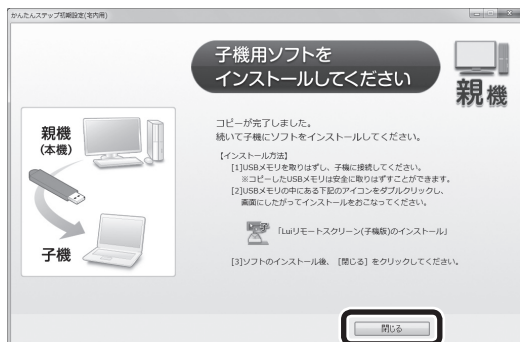 かんたんステップ初期設定(宅内用)
子機用ソフトを
インストールしてください
親機
親機
(本機)
子機
コピーが完了しました。
続いて子機にソフトをインストールしてください。
【インストール方法】
[1]USBメモリを取りはずし、子機に接続してください。
※コピーしたUSBメモリは安全に取りはずすことができます。
[2]USBメモリの中にある下記のアイコンをダブルクリックし、
画面にしたがってインストールをおこなってください。
「Luiリモートスクリーン(子機版)のインストール」
[3]ソフトのインストール後、[閉じる] をクリックしてください。
閉じる